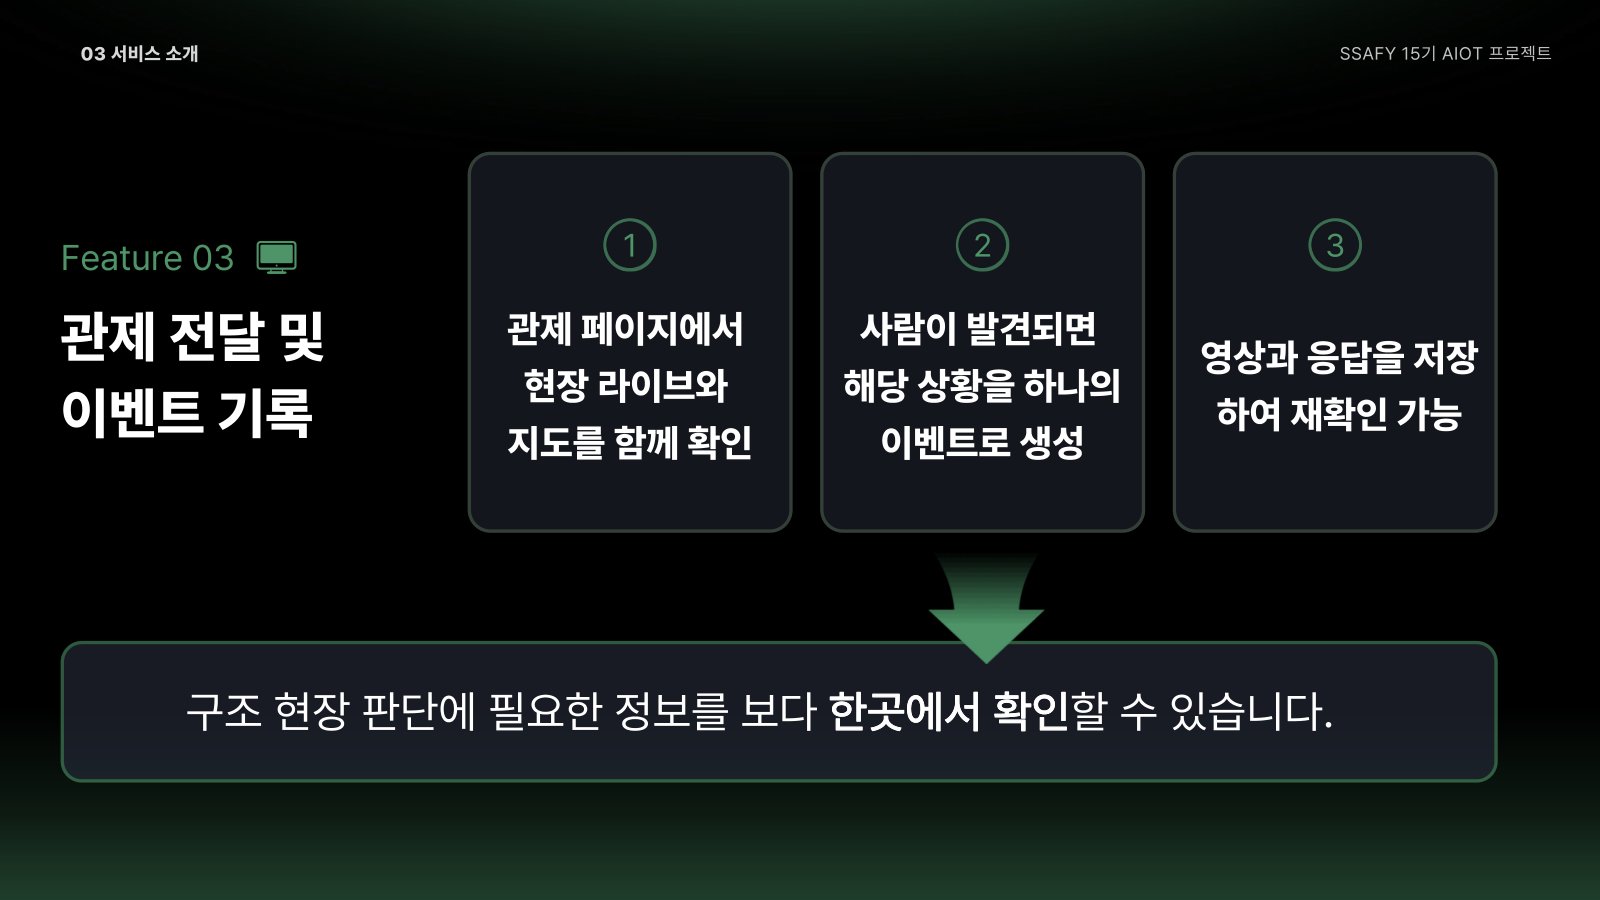 03 서비스 소개
SSAFY 15기 AIOT 프로젝트
Feature 03
관제 전달 및
이벤트 기록
1
관제 페이지에서
현장 라이브와
지도를 함께 확인
2
사람이 발견되면
해당 상황을 하나의
이벤트로 생성
3
영상과 응답을 저장
하여 재확인 가능
구조 현장 판단에 필요한 정보를 보다 한곳에서 확인할 수 있습니다.